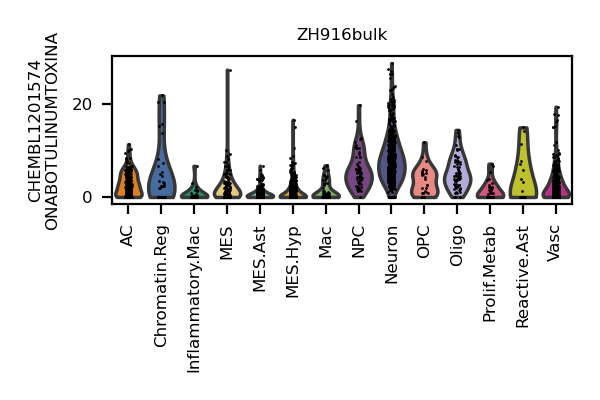 ZH916bulk
CHEMBL1201574
ONABOTULINUMTOXINA
20
0
AC
Chromatin.Reg
Inflammatory.Mac
MES
MES.Ast
MES.Hyp
Mac
NPC
Neuron
OPC
Oligo
Prolif.Metab
Reactive.Ast
Vasc